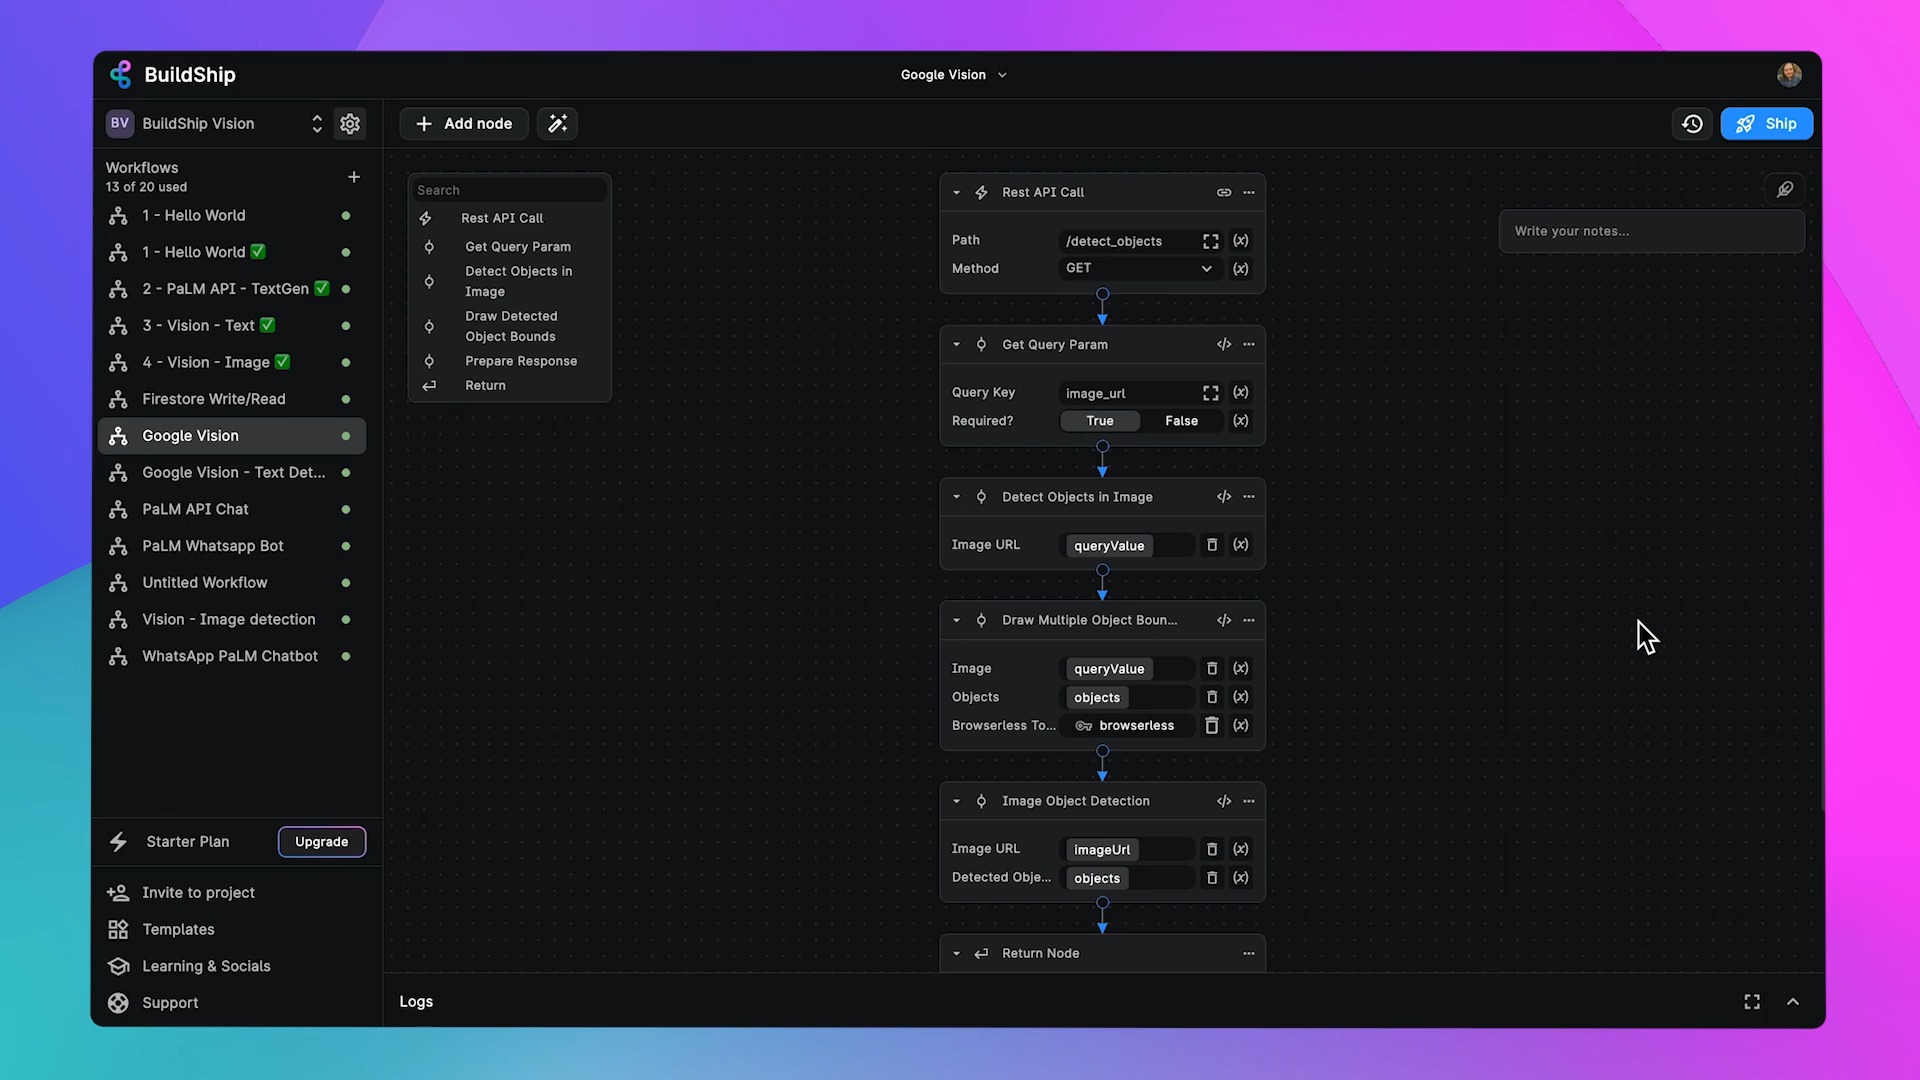 BuildShip
Google Vision
BV BuildShip Vision
Add node
Ship
Workflows
13 of 20 used
1 - Hello World
1 - Hello World ✅
2 - PaLM API - TextGen ✅
3 - Vision - Text ✅
4 - Vision - Image ✅
Firestore Write/Read
Google Vision
Google Vision - Text Det...
PaLM API Chat
PaLM Whatsapp Bot
Untitled Workflow
Vision - Image detection
WhatsApp PaLM Chatbot
Starter Plan
Upgrade
Invite to project
Templates
Learning & Socials
Support
Search
Rest API Call
Get Query Param
Detect Objects in
Image
Draw Detected
Object Bounds
Prepare Response
Return
Rest API Call
Path /detect_objects (x)
Method GET (x)
Get Query Param
Query Key image_url (x)
Required? True False (x)
Detect Objects in Image
Image URL queryValue (x)
Draw Multiple Object Boun...
Image queryValue (x)
Objects objects (x)
Browserless To... browserless (x)
Image Object Detection
Image URL imageUrl (x)
Detected Obje... objects (x)
Return Node
Write your notes...
Logs